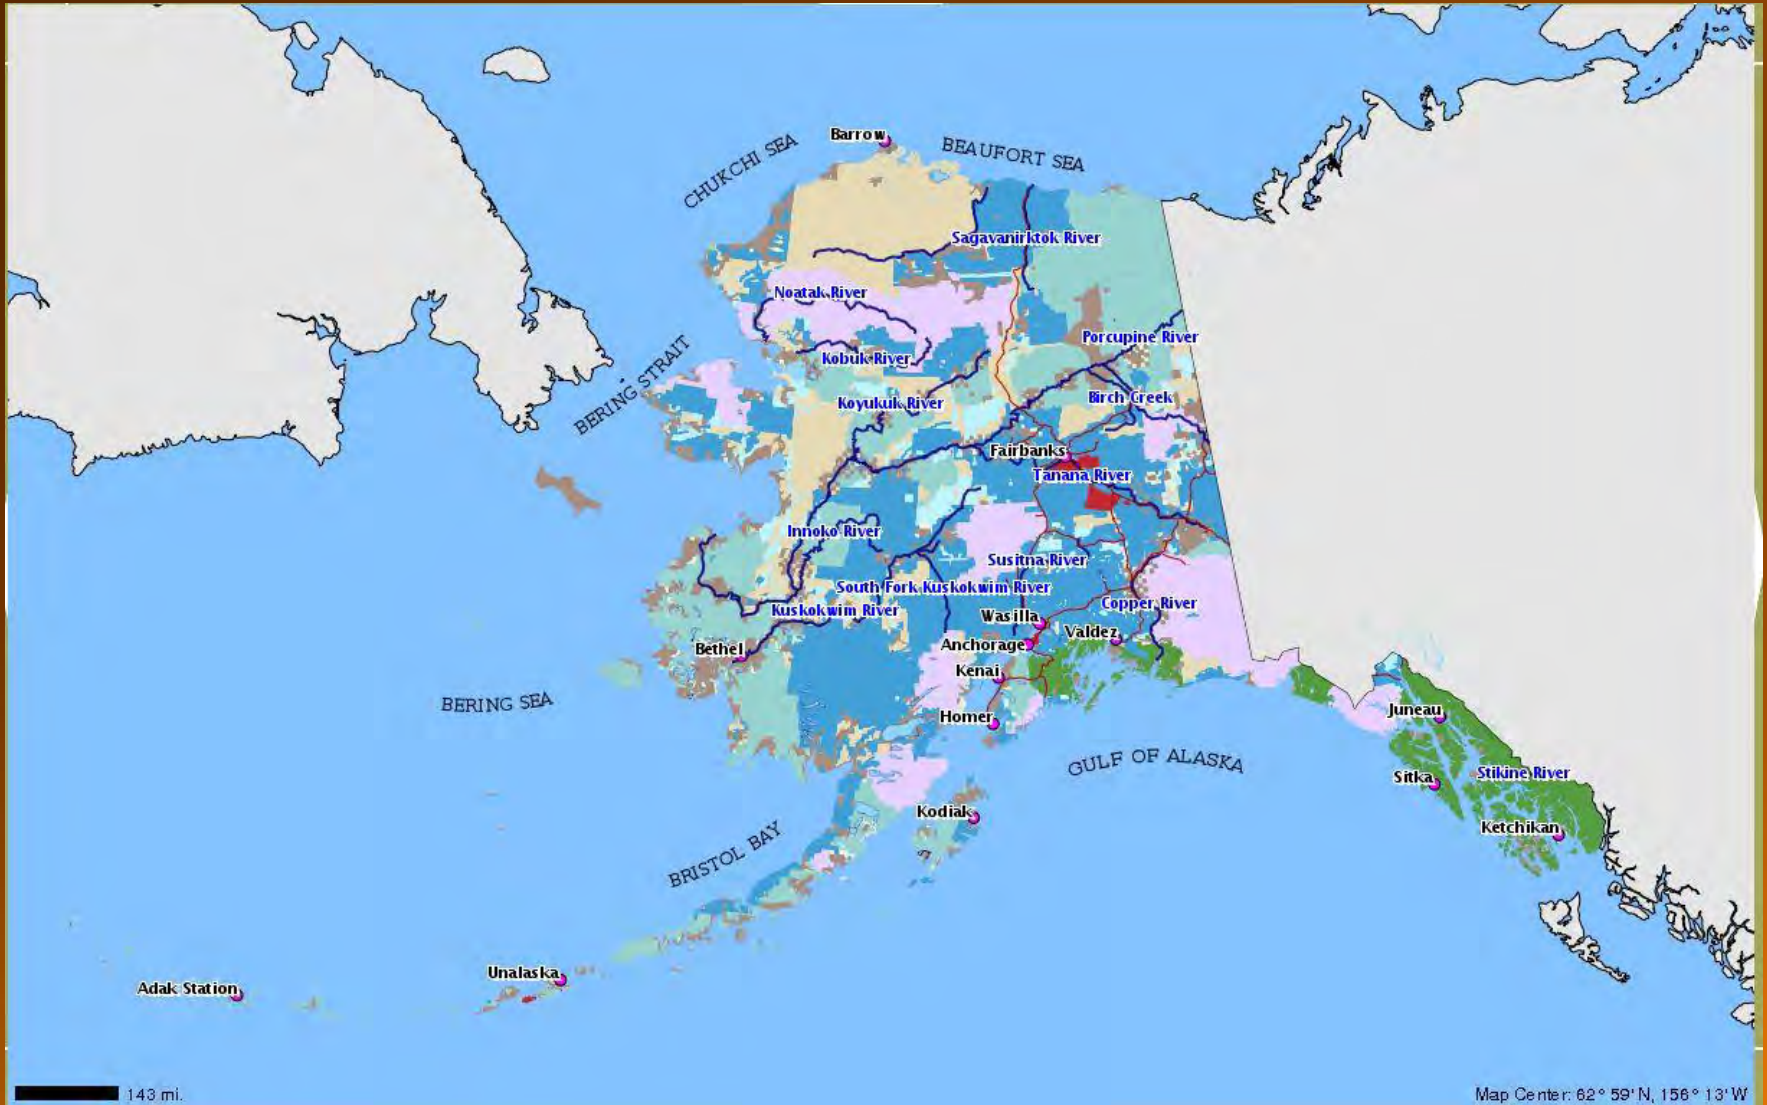 Barrow
CHUKCHI SEA
BEAUFORT SEA
Sagavanirktok River
Noatak River
Porcupine River
Kobuk River
BERING STRAIT
Koyukuk River
Birch Creek
Fairbanks
Tanana River
Innoko River
Susitna River
South Fork Kuskokwim River
Kuskokwim River
Copper River
Wasilla
Valdez
Anchorage
Bethel
Kenai
BERING SEA
Homer
Juneau
GULF OF ALASKA
Sitka
Stikine River
Kodiak
Ketchikan
BRISTOL BAY
Unalaska
Adak Station
143 mi.
Map Center: 62° 59' N, 156° 13' W